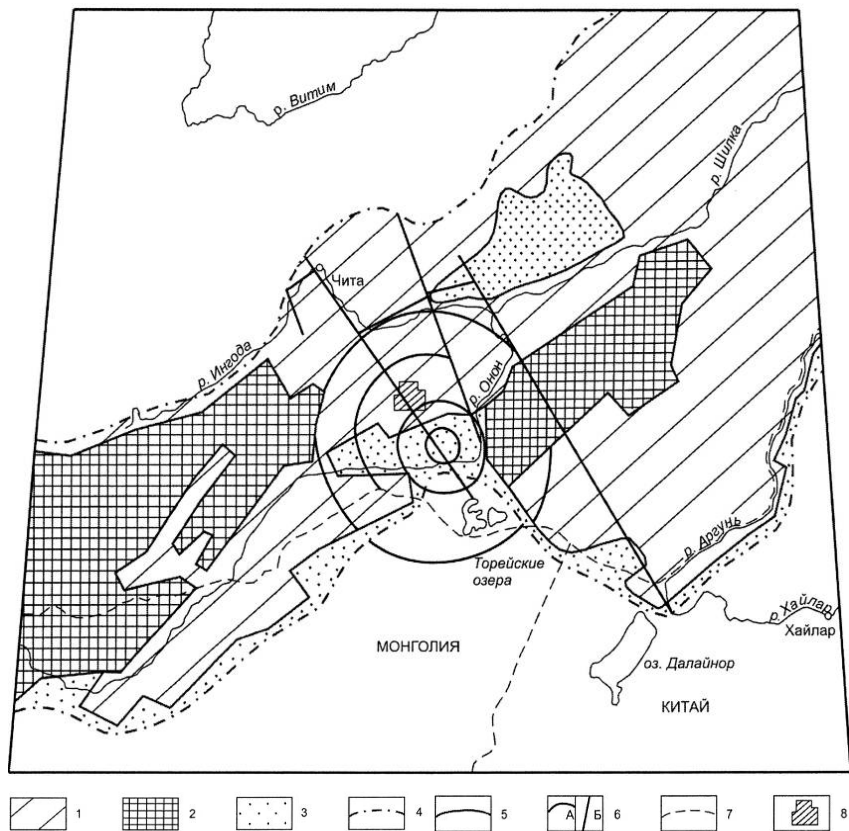 р. Витим
р. Шилка
Чита
р. Ингода
р. Онон
р. Аргунь
Торейские
озера
р. Хайлар
Хайлар
МОНГОЛИЯ
оз. Далайнор
КИТАЙ
1 2 3 4 5 А Б 6 7 8